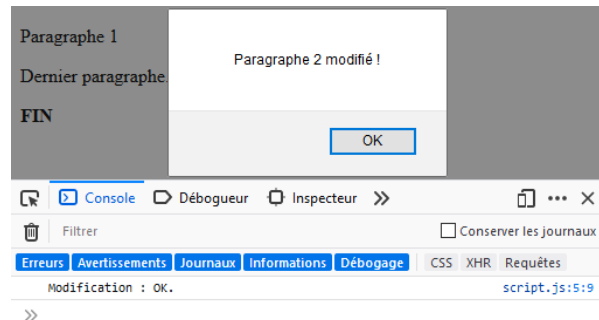 Paragraphe 1
Paragraphe 2 modifié !
Dernier paragraphe.
FIN
OK
Console Débogueur Inspecteur
Filtrer Conserver les journaux
Erreurs Avertissements Journaux Informations Débogage CSS XHR Requêtes
Modification : OK. script.js:5:9